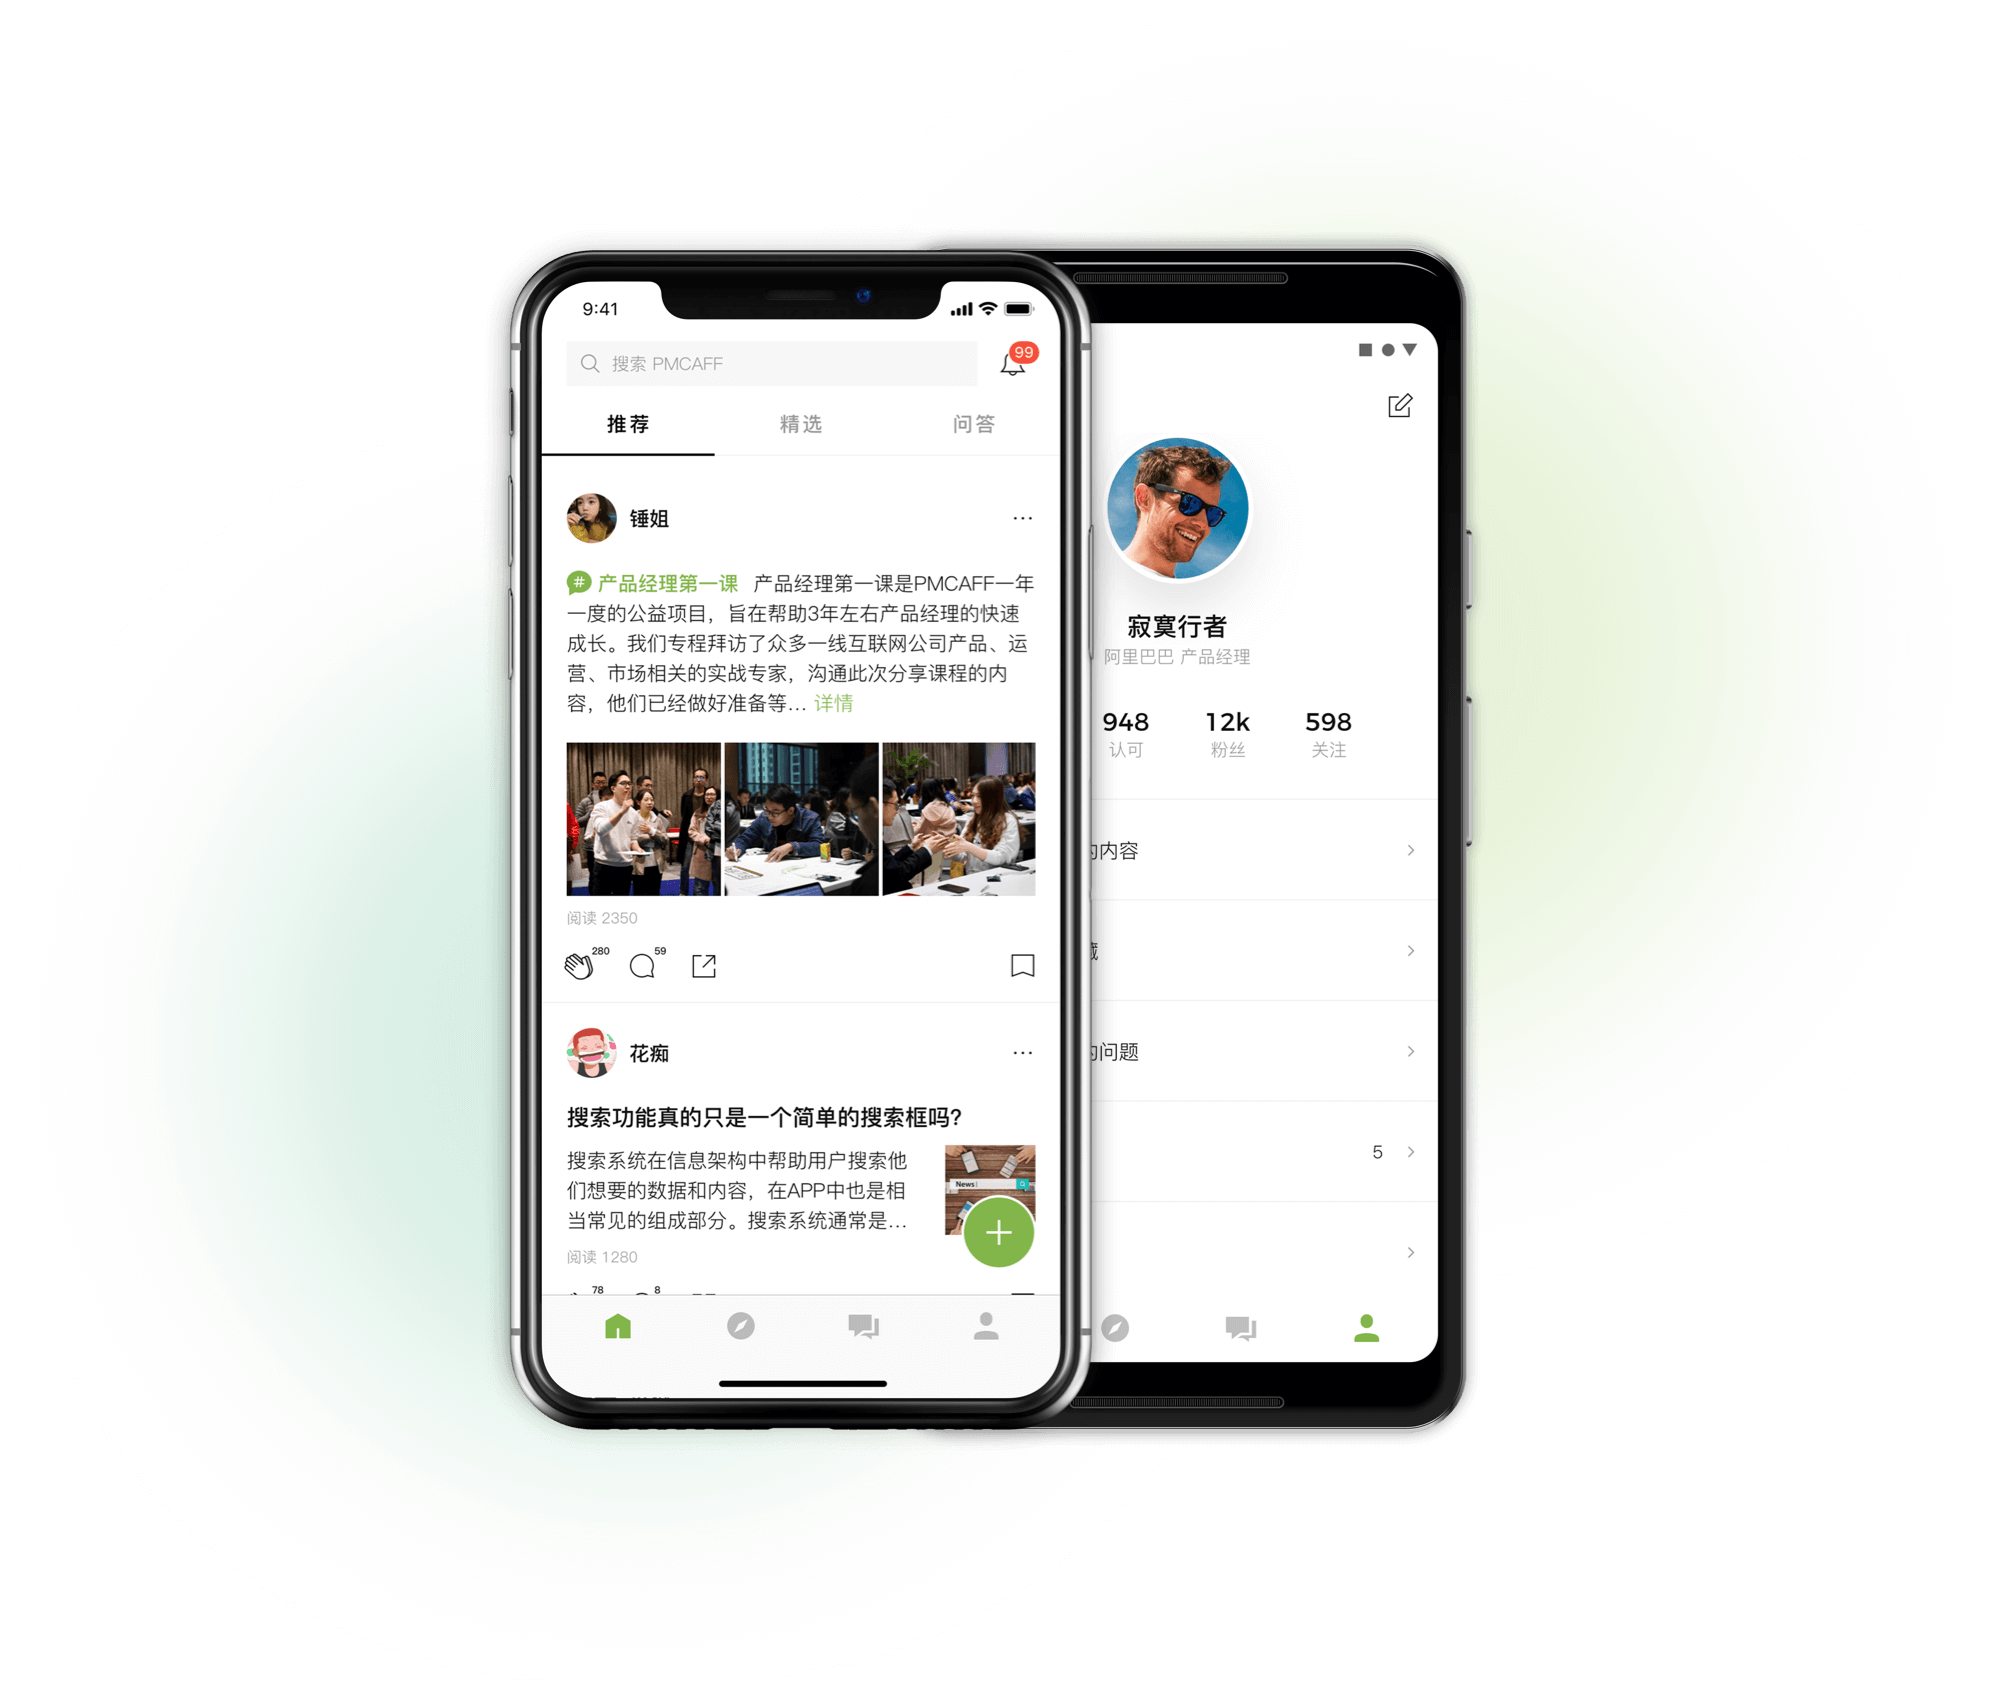 9:41
搜索 PMCAFF
99
推荐
精选
问答
锤姐
# 产品经理第一课 产品经理第一课是PMCAFF一年
一度的公益项目，旨在帮助3年左右产品经理的快速
成长。我们专程拜访了众多一线互联网公司产品、运
营、市场相关的实战专家，沟通此次分享课程的内
容，他们已经做好准备等... 详情
阅读 2350
280
59
花痴
搜索功能真的只是一个简单的搜索框吗？
搜索系统在信息架构中帮助用户搜索他
们想要的数据和内容，在APP中也是相
当常见的组成部分。搜索系统通常是...
News
阅读 1280
78
8
寂寞行者
阿里巴巴 产品经理
948
认可
12k
粉丝
598
关注
的内容
藏
的问题
5